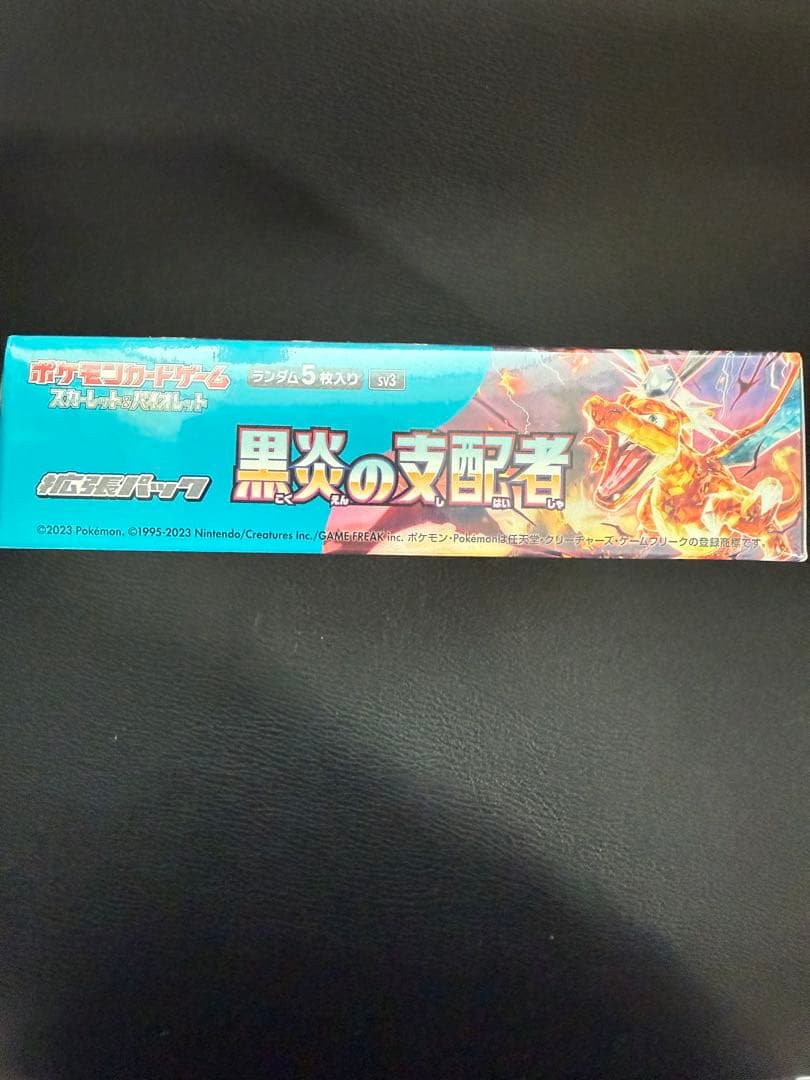 ポケモンカードゲーム
スカーレット&バイオレット
ランダム5枚入り
SV3
拡張パック
黒炎の支配者
こくえんのしはいしゃ
©2023 Pokémon. ©1995-2023 Nintendo/Creatures Inc./GAME FREAK inc. ポケモン・Pokémonは任天堂・クリーチャーズ・ゲームフリークの登録商標です。